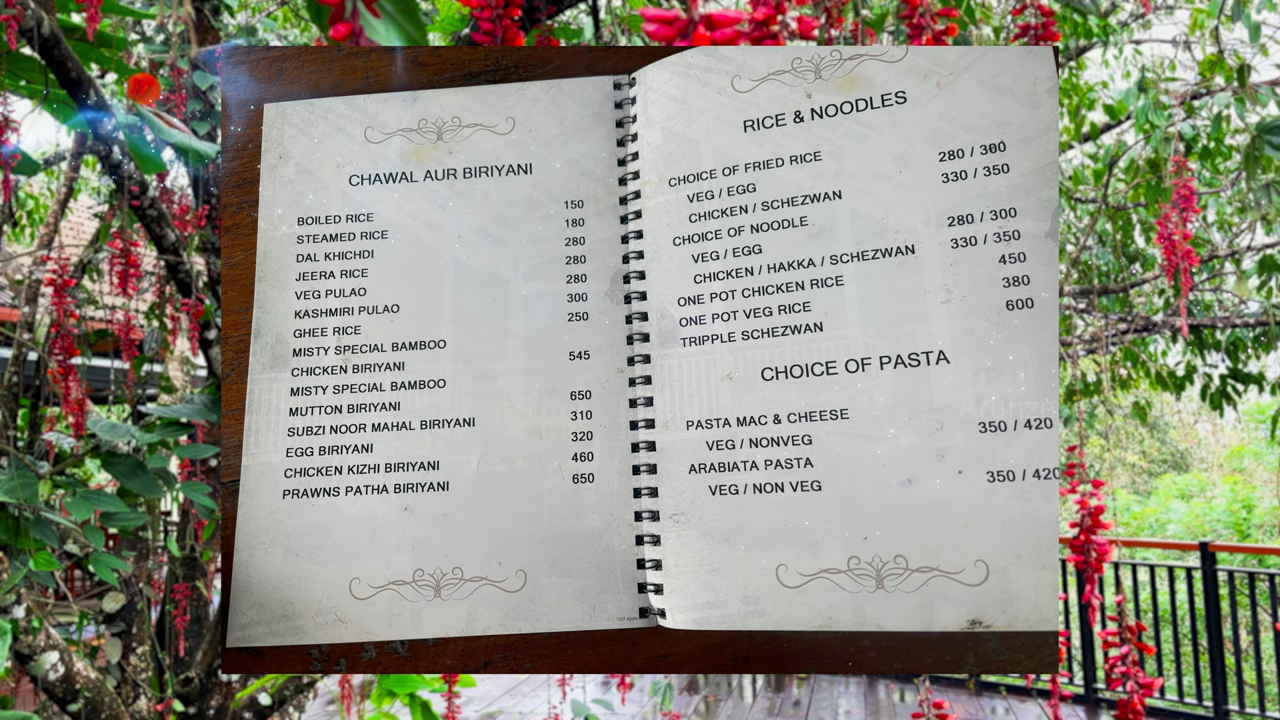 CHAWAL AUR BIRIYANI
BOILED RICE 150
STEAMED RICE 180
DAL KHICHDI 280
JEERA RICE 280
VEG PULAO 280
KASHMIRI PULAO 300
GHEE RICE 250
MISTY SPECIAL BAMBOO
CHICKEN BIRIYANI 545
MISTY SPECIAL BAMBOO
MUTTON BIRIYANI 650
SUBZI NOOR MAHAL BIRIYANI 310
EGG BIRIYANI 320
CHICKEN KIZHI BIRIYANI 460
PRAWNS PATHA BIRIYANI 650
RICE & NOODLES
CHOICE OF FRIED RICE
VEG / EGG 280 / 300
CHICKEN / SCHEZWAN 330 / 350
CHOICE OF NOODLE
VEG / EGG 280 / 300
CHICKEN / HAKKA / SCHEZWAN 330 / 350
ONE POT CHICKEN RICE 450
ONE POT VEG RICE 380
TRIPPLE SCHEZWAN 600
CHOICE OF PASTA
PASTA MAC & CHEESE
VEG / NONVEG 350 / 420
ARABIATA PASTA
VEG / NON VEG 350 / 420